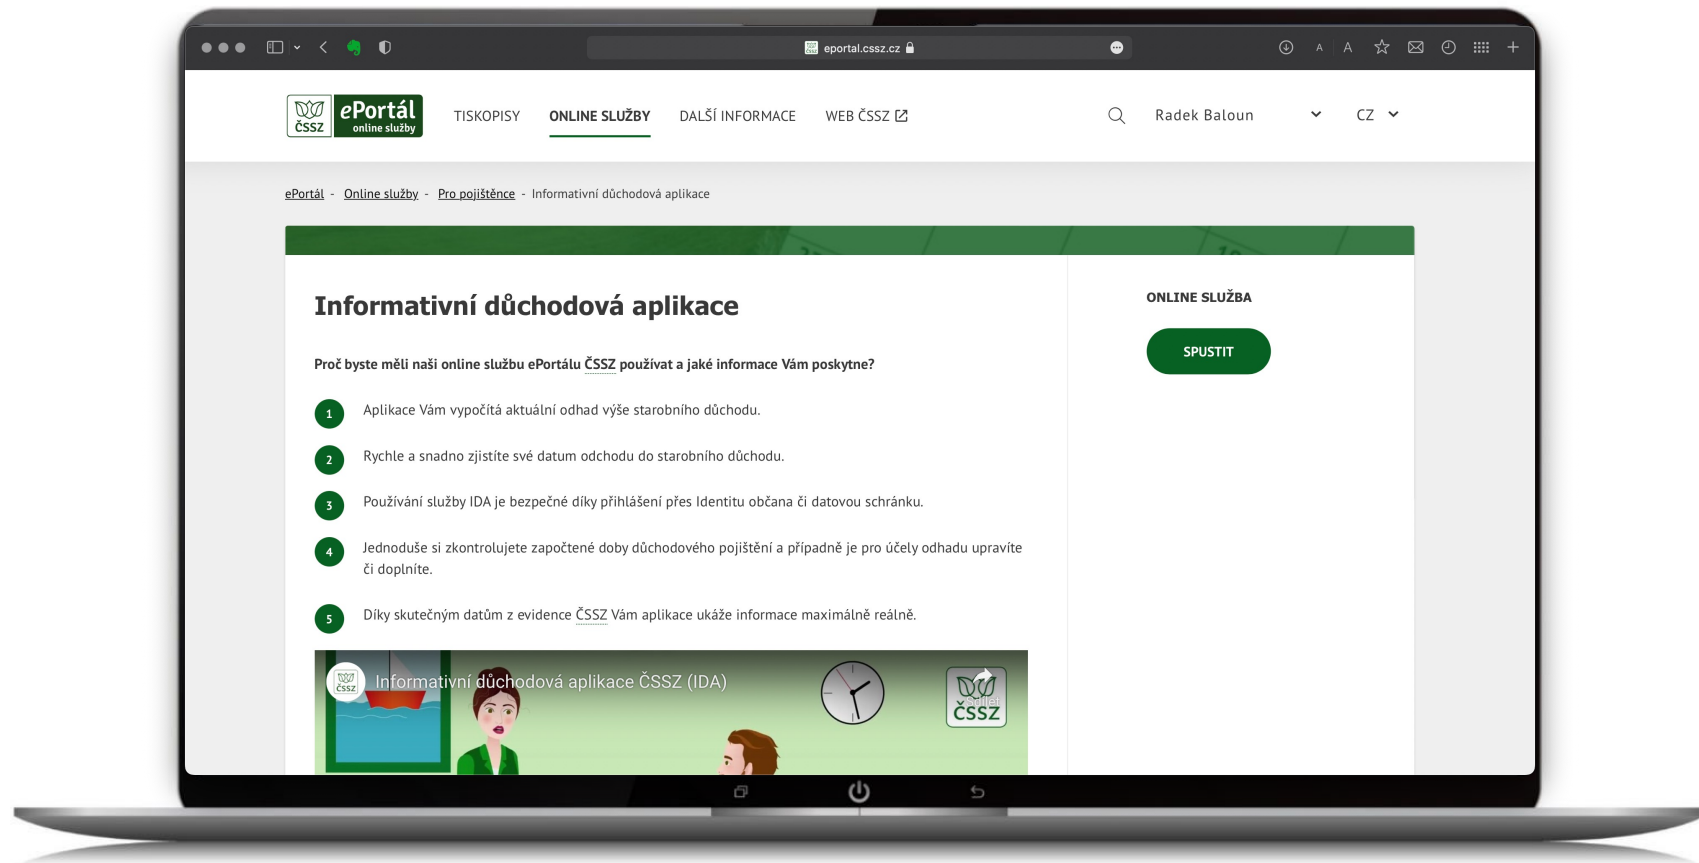 eportal.cssz.cz
A A
ČSSZ
ePortál
online služby
TISKOPISY ONLINE SLUŽBY DALŠÍ INFORMACE WEB ČSSZ
Radek Baloun CZ
ePortál - Online služby - Pro pojištěnce - Informativní důchodová aplikace
Informativní důchodová aplikace
ONLINE SLUŽBA
SPUSTIT
Proč byste měli naši online službu ePortálu ČSSZ používat a jaké informace Vám poskytne?
1 Aplikace Vám vypočítá aktuální odhad výše starobního důchodu.
2 Rychle a snadno zjistíte své datum odchodu do starobního důchodu.
3 Používání služby IDA je bezpečné díky přihlášení přes Identitu občana či datovou schránku.
4 Jednoduše si zkontrolujete započtené doby důchodového pojištění a případně je pro účely odhadu upravíte
či doplníte.
5 Díky skutečným datům z evidence ČSSZ Vám aplikace ukáže informace maximálně reálně.
ČSSZ
Informativní důchodová aplikace ČSSZ (IDA)
Sdílet
ČSSZ